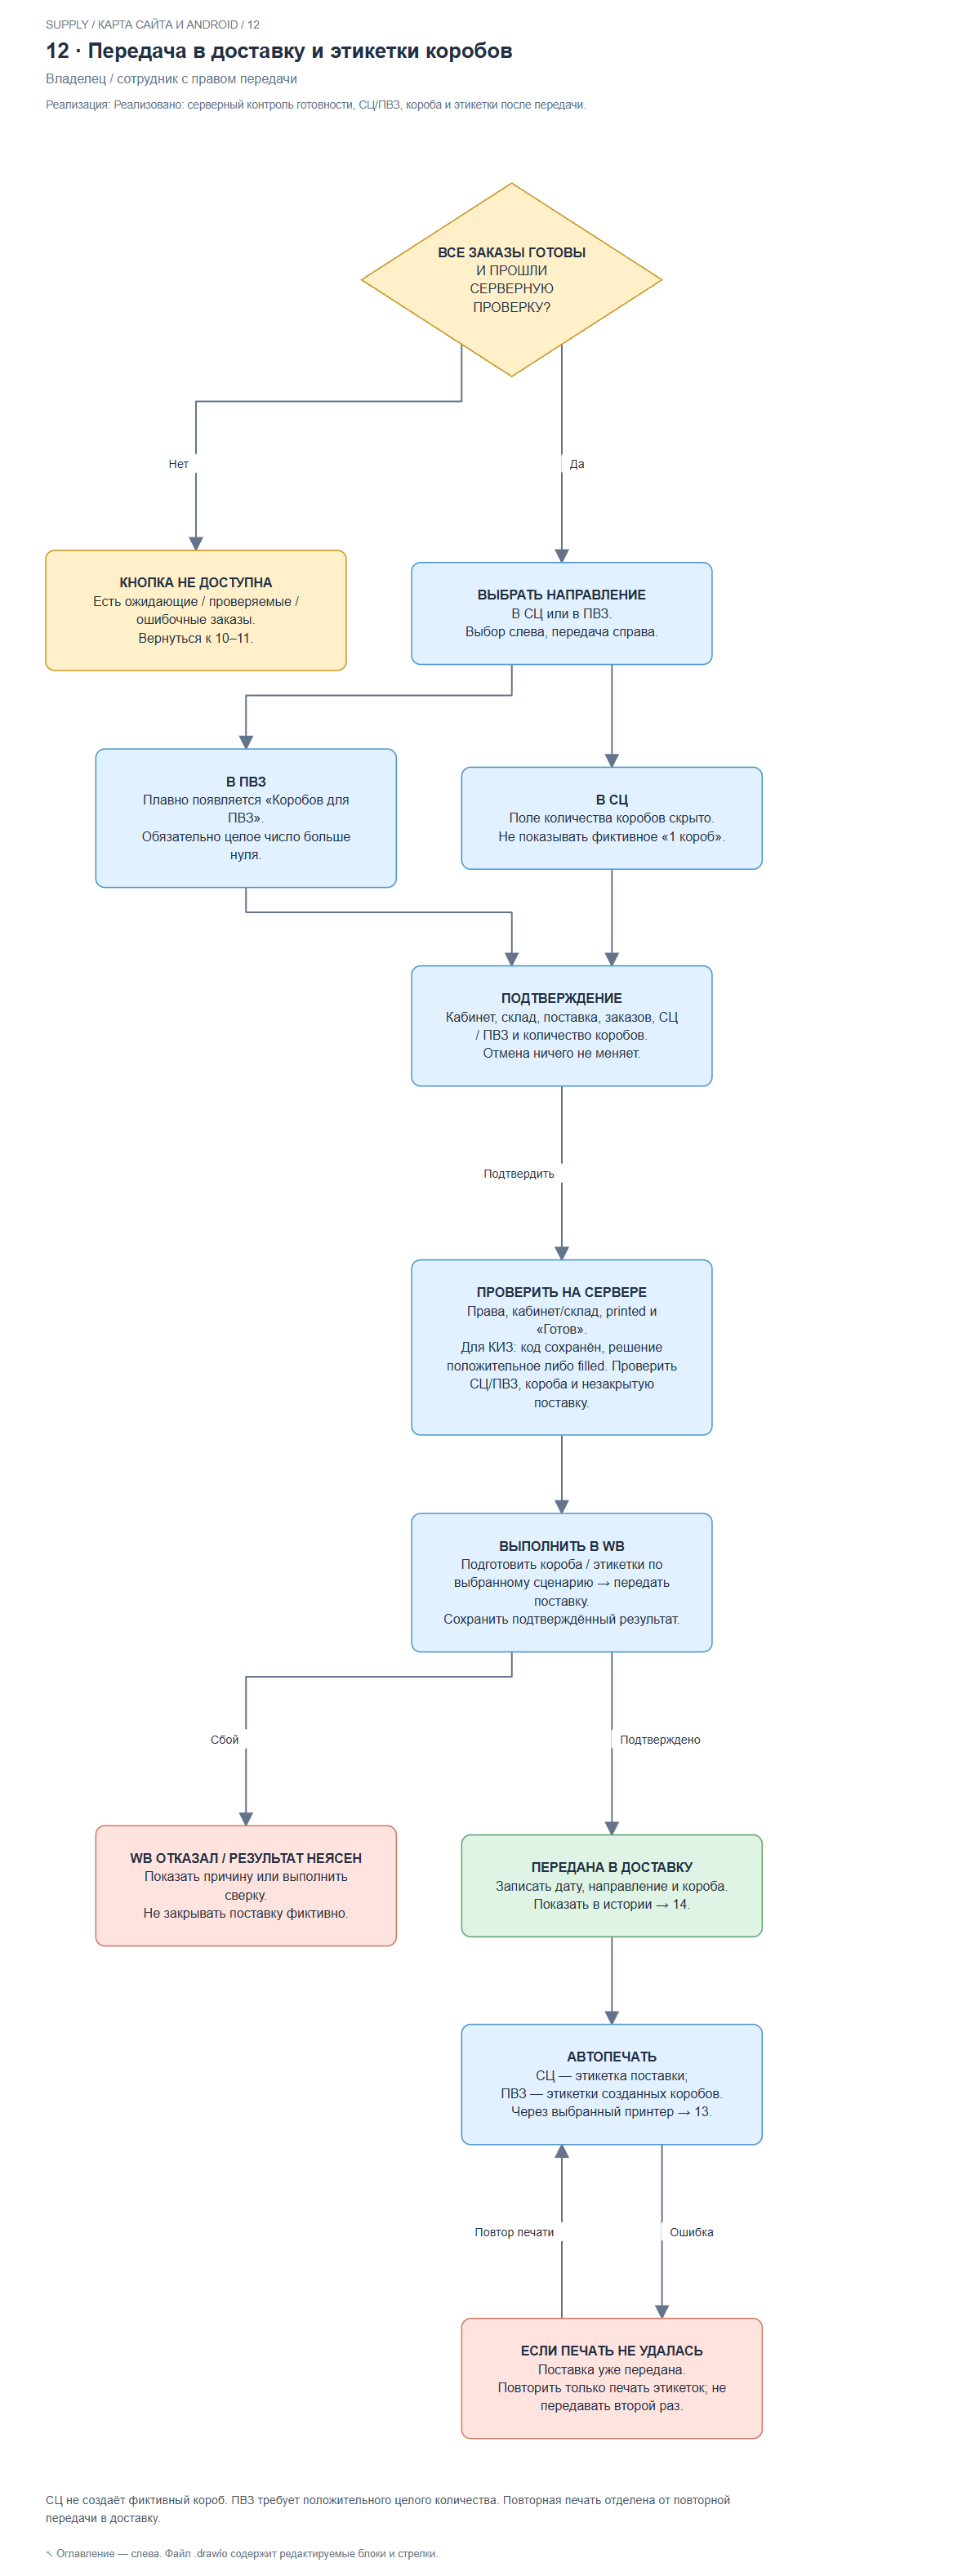 SUPPLY / КАРТА САЙТА И ANDROID / 12
12 · Передача в доставку и этикетки коробов
Владелец / сотрудник с правом передачи
Реализация: Реализовано: серверный контроль готовности, СЦ/ПВЗ, короба и этикетки после передачи.
ВСЕ ЗАКАЗЫ ГОТОВЫ
И ПРОШЛИ
СЕРВЕРНУЮ
ПРОВЕРКУ?
Нет
Да
КНОПКА НЕ ДОСТУПНА
Есть ожидающие / проверяемые /
ошибочные заказы.
Вернуться к 10–11.
ВЫБРАТЬ НАПРАВЛЕНИЕ
В СЦ или в ПВЗ.
Выбор слева, передача справа.
В ПВЗ
Плавно появляется «Коробов для
ПВЗ».
Обязательно целое число больше
нуля.
В СЦ
Поле количества коробов скрыто.
Не показывать фиктивное «1 короб».
ПОДТВЕРЖДЕНИЕ
Кабинет, склад, поставка, заказов, СЦ
/ ПВЗ и количество коробов.
Отмена ничего не меняет.
Подтвердить
ПРОВЕРИТЬ НА СЕРВЕРЕ
Права, кабинет/склад, printed и
«Готов».
Для КИЗ: код сохранён, решение
положительное либо filled. Проверить
СЦ/ПВЗ, короба и незакрытую
поставку.
ВЫПОЛНИТЬ В WB
Подготовить короба / этикетки по
выбранному сценарию → передать
поставку.
Сохранить подтверждённый результат.
Сбой
Подтверждено
WB ОТКАЗАЛ / РЕЗУЛЬТАТ НЕЯСЕН
Показать причину или выполнить
сверку.
Не закрывать поставку фиктивно.
ПЕРЕДАНА В ДОСТАВКУ
Записать дату, направление и короба.
Показать в истории → 14.
АВТОПЕЧАТЬ
СЦ — этикетка поставки;
ПВЗ — этикетки созданных коробов.
Через выбранный принтер → 13.
Повтор печати
Ошибка
ЕСЛИ ПЕЧАТЬ НЕ УДАЛАСЬ
Поставка уже передана.
Повторить только печать этикеток; не
передавать второй раз.
СЦ не создаёт фиктивный короб. ПВЗ требует положительного целого количества. Повторная печать отделена от повторной
передачи в доставку.
↖ Оглавление — слева. Файл .drawio содержит редактируемые блоки и стрелки.